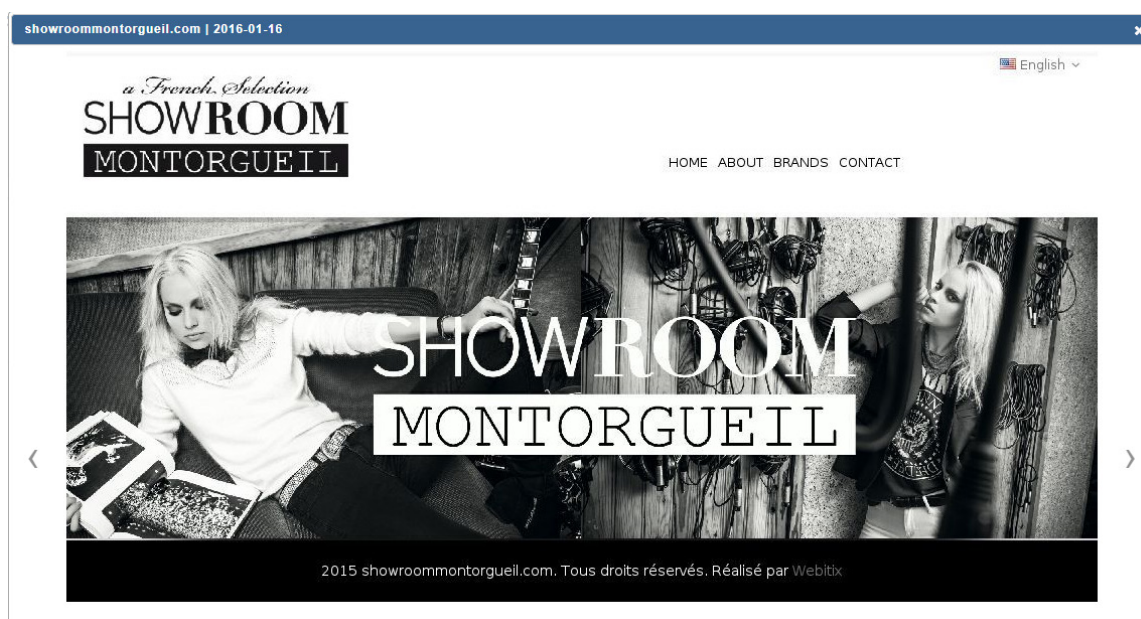 showroommontorgueil.com | 2016-01-16
English
a French Selection
SHOWROOM
MONTORGUEIL
HOME ABOUT BRANDS CONTACT
SHOWROOM
MONTORGUEIL
2015 showroommontorgueil.com. Tous droits réservés. Réalisé par Webitix